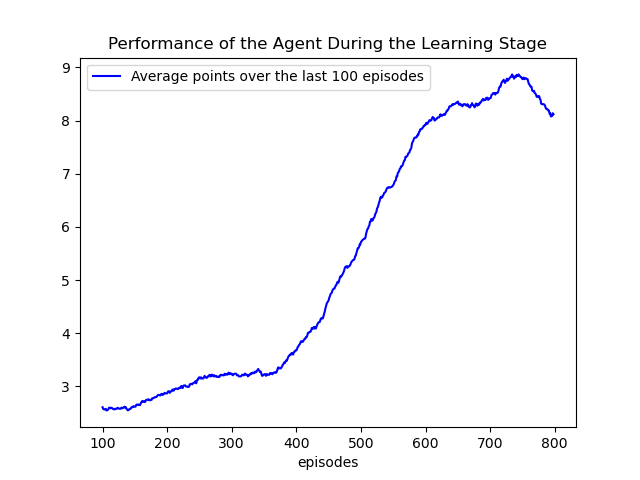 Performance of the Agent During the Learning Stage
Average points over the last 100 episodes
9
8
7
6
5
4
3
100 200 300 400 500 600 700 800
episodes